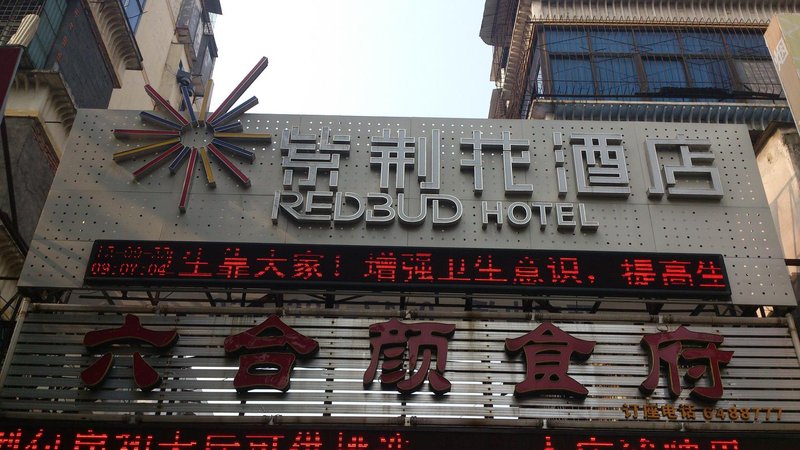 紫荆花酒店
REDBUD HOTEL
09:07:04 生靠大家！增强卫生意识，提高生
六合颜食府
订座电话 6488777